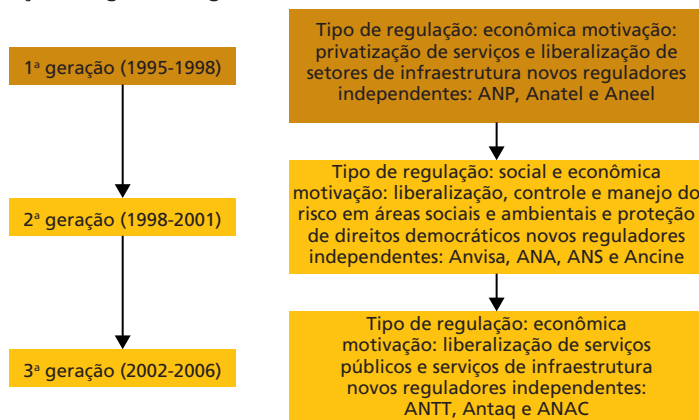 1ª geração (1995-1998)
Tipo de regulação: econômica motivação:
privatização de serviços e liberalização de
setores de infraestrutura novos reguladores
independentes: ANP, Anatel e Aneel
2ª geração (1998-2001)
Tipo de regulação: social e econômica
motivação: liberalização, controle e manejo do
risco em áreas sociais e ambientais e proteção
de direitos democráticos novos reguladores
independentes: Anvisa, ANA, ANS e Ancine
3ª geração (2002-2006)
Tipo de regulação: econômica
motivação: liberalização de serviços
públicos e serviços de infraestrutura
novos reguladores independentes:
ANTT, Antaq e ANAC